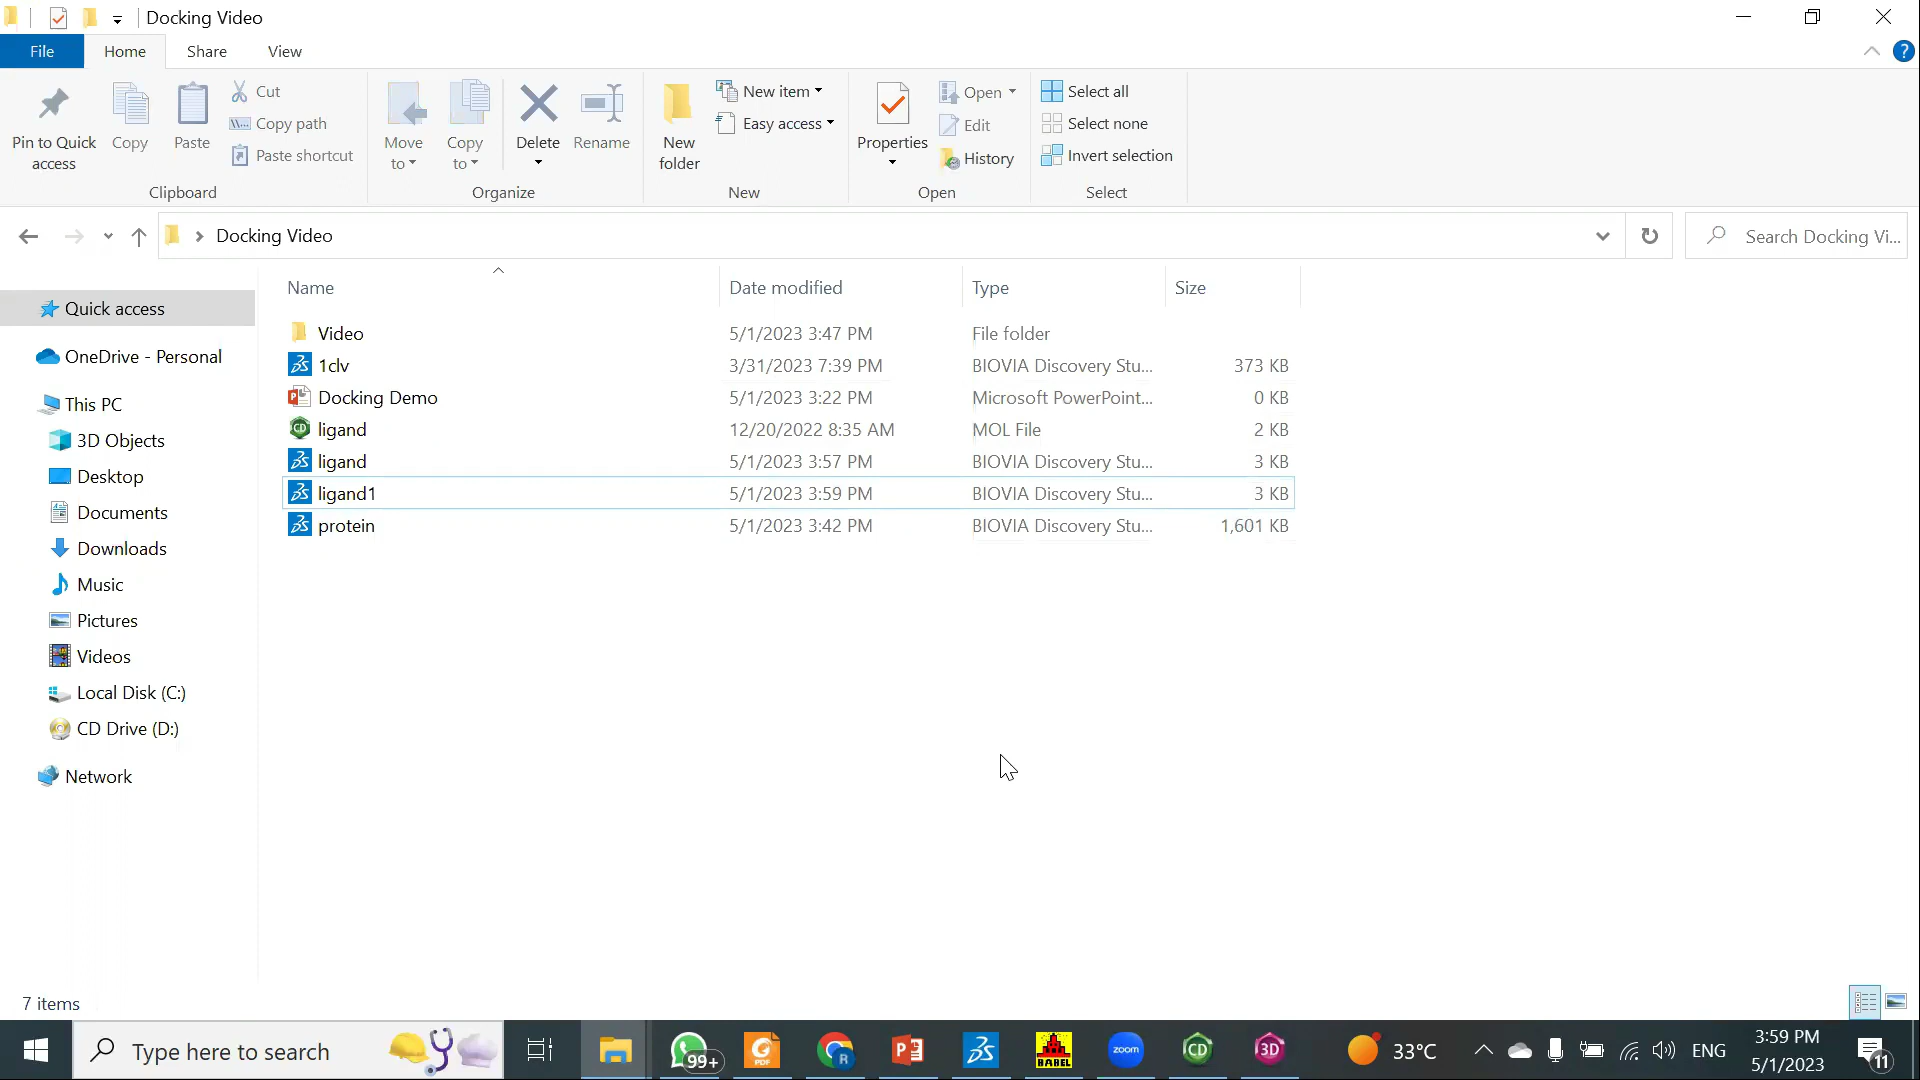 Docking Video
File Home Share View
?
Pin to Quick access
Copy
Paste
Cut
Copy path
Paste shortcut
Clipboard
Move to
Copy to
Delete
Rename
Organize
New folder
New item
Easy access
New
Properties
Open
Edit
History
Open
Select all
Select none
Invert selection
Select
Docking Video
Search Docking Vi...
Quick access
OneDrive - Personal
This PC
3D Objects
Desktop
Documents
Downloads
Music
Pictures
Videos
Local Disk (C:)
CD Drive (D:)
Network
Name Date modified Type Size
Video 5/1/2023 3:47 PM File folder
1clv 3/31/2023 7:39 PM BIOVIA Discovery Stu... 373 KB
Docking Demo 5/1/2023 3:22 PM Microsoft PowerPoint... 0 KB
ligand 12/20/2022 8:35 AM MOL File 2 KB
ligand 5/1/2023 3:57 PM BIOVIA Discovery Stu... 3 KB
ligand1 5/1/2023 3:59 PM BIOVIA Discovery Stu... 3 KB
protein 5/1/2023 3:42 PM BIOVIA Discovery Stu... 1,601 KB
7 items
Type here to search
99+
PDF
R
P
BABEL
zoom
CD
3D
33°C
ENG
3:59 PM
5/1/2023
11